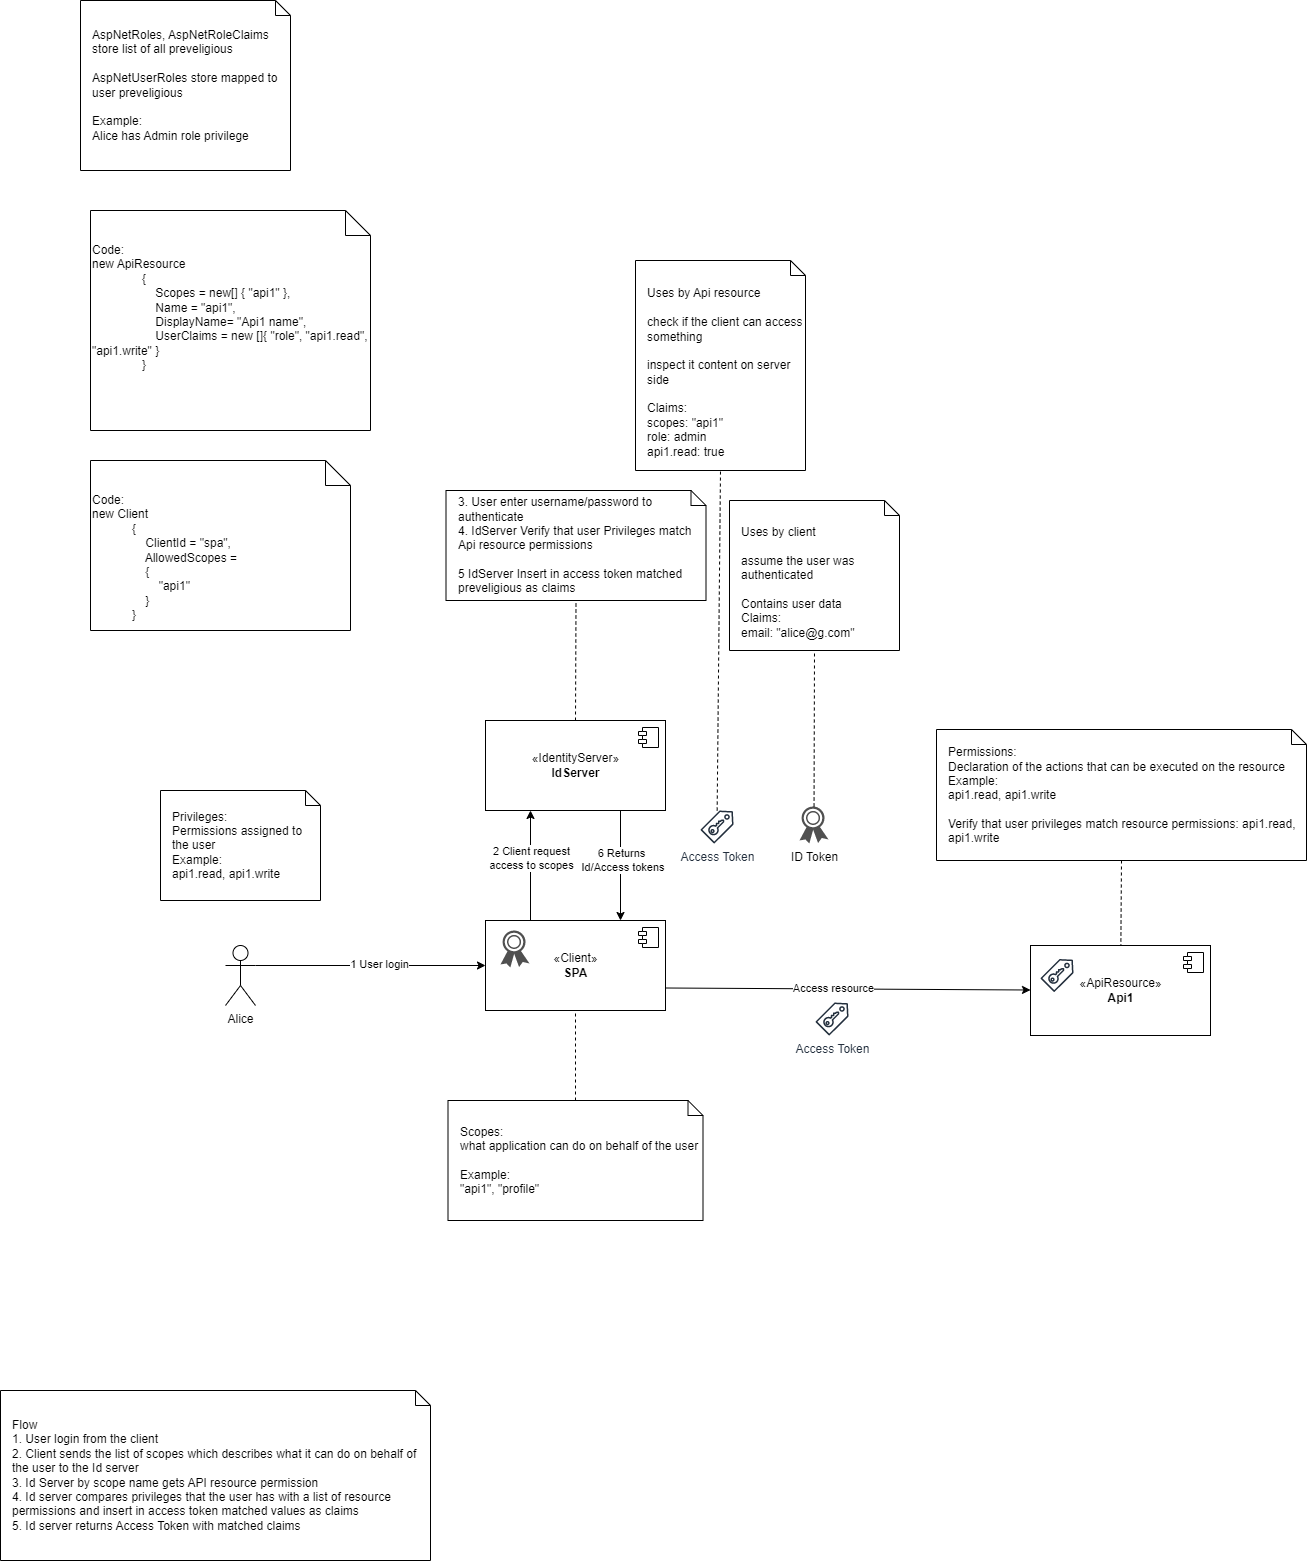 AspNetRoles, AspNetRoleClaims
store list of all preveligious
AspNetUserRoles store mapped to
user preveligious
Example:
Alice has Admin role privilege
Code:
new ApiResource
{
Scopes = new[] { "api1" },
Name = "api1",
DisplayName= "Api1 name",
UserClaims = new []{ "role", "api1.read",
"api1.write" }
}
Uses by Api resource
check if the client can access
something
inspect it content on server
side
Claims:
scopes: "api1"
role: admin
api1.read: true
Code:
new Client
{
ClientId = "spa",
AllowedScopes =
{
"api1"
}
}
3. User enter username/password to
authenticate
4. IdServer Verify that user Privileges match
Api resource permissions
5 IdServer Insert in access token matched
preveligious as claims
Uses by client
assume the user was
authenticated
Contains user data
Claims:
email: "alice@g.com"
«IdentityServer»
IdServer
Permissions:
Declaration of the actions that can be executed on the resource
Example:
api1.read, api1.write
Verify that user privileges match resource permissions: api1.read,
api1.write
Privileges:
Permissions assigned to
the user
Example:
api1.read, api1.write
2 Client request
access to scopes
6 Returns
Id/Access tokens
Access Token
ID Token
1 User login
Alice
«Client»
SPA
Access resource
Access Token
«ApiResource»
Api1
Scopes:
what application can do on behalf of the user
Example:
"api1", "profile"
Flow
1. User login from the client
2. Client sends the list of scopes which describes what it can do on behalf of
the user to the Id server
3. Id Server by scope name gets API resource permission
4. Id server compares privileges that the user has with a list of resource
permissions and insert in access token matched values as claims
5. Id server returns Access Token with matched claims